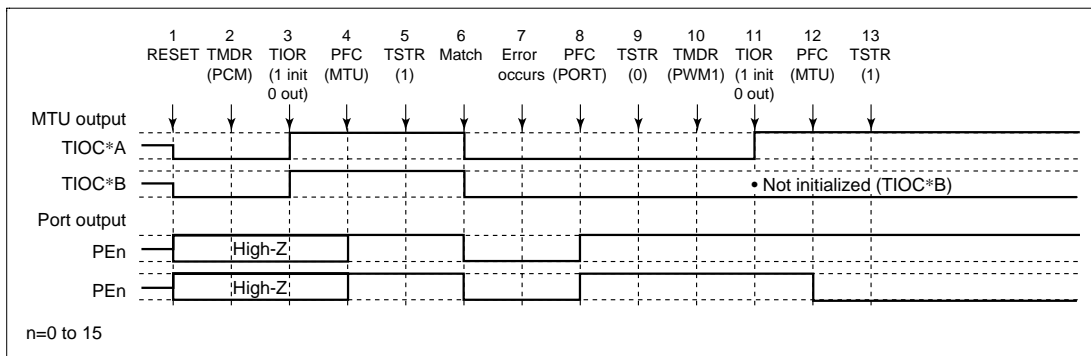 1 2 3 4 5 6 7 8 9 10 11 12 13
RESET TMDR TIOR PFC TSTR Match Error PFC TSTR TMDR TIOR PFC TSTR
(PCM) (1 init (MTU) (1) occurs (PORT) (0) (PWM1) (1 init (MTU) (1)
0 out) 0 out)
MTU output
TIOC*A
TIOC*B
• Not initialized (TIOC*B)
Port output
PEn
High-Z
PEn
High-Z
n=0 to 15